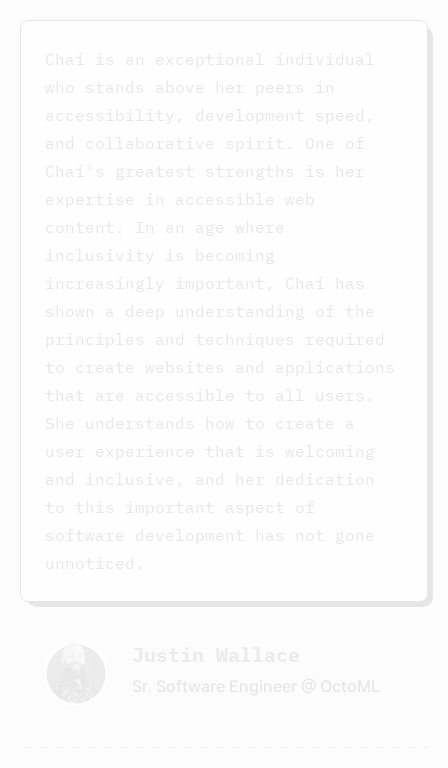 Chai is an exceptional individual
who stands above her peers in
accessibility, development speed,
and collaborative spirit. One of
Chai's greatest strengths is her
expertise in accessible web
content. In an age where
inclusivity is becoming
increasingly important, Chai has
shown a deep understanding of the
principles and techniques required
to create websites and applications
that are accessible to all users.
She understands how to create a
user experience that is welcoming
and inclusive, and her dedication
to this important aspect of
software development has not gone
unnoticed.
Justin Wallace
Sr. Software Engineer @ OctoML